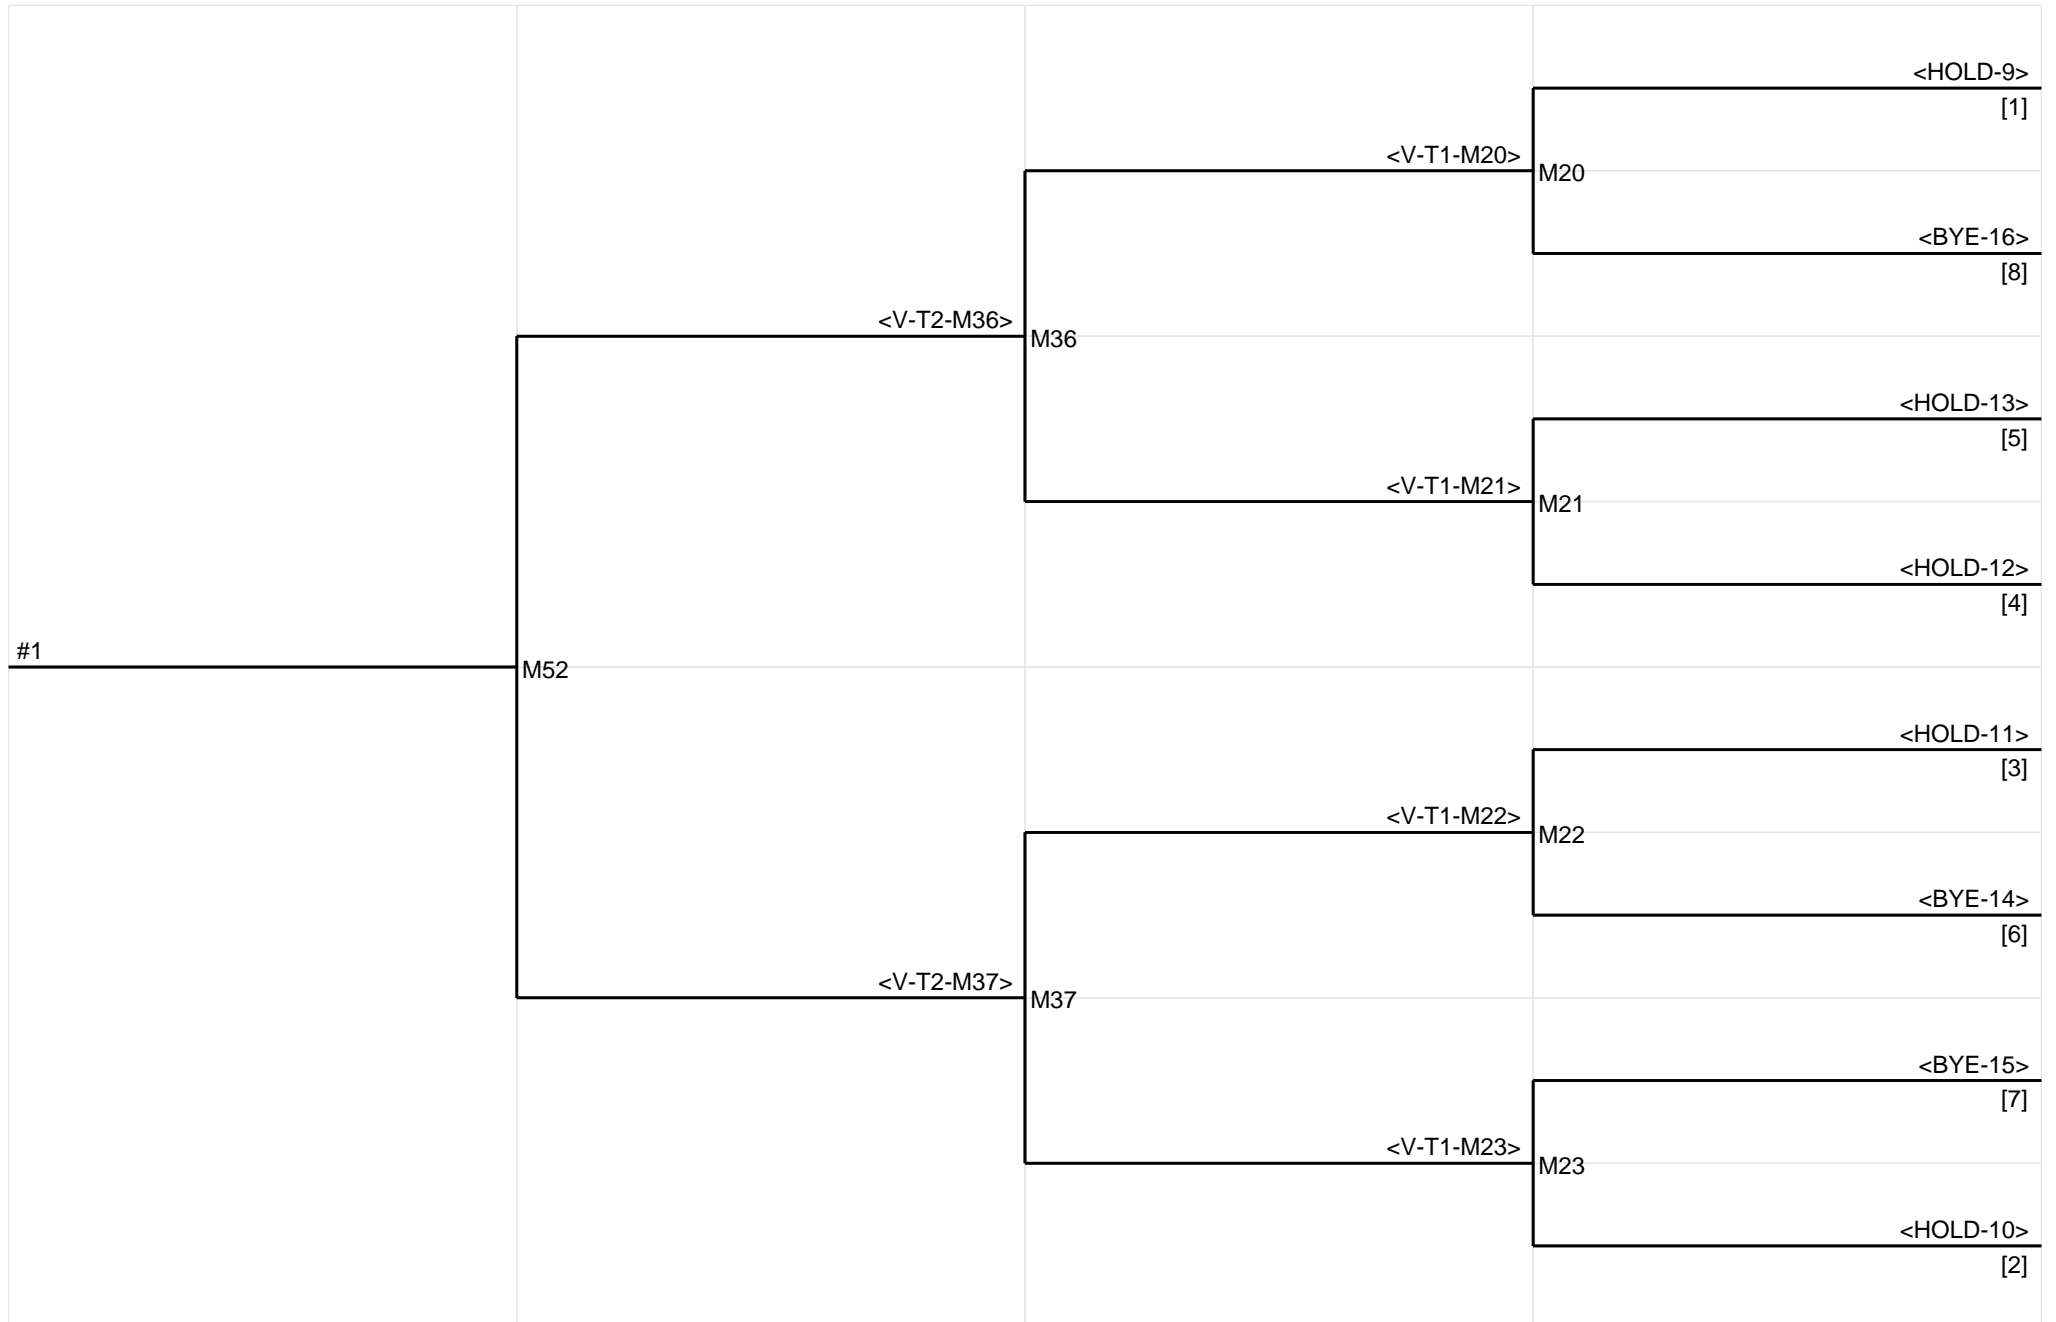 <HOLD-9>
[1]
<V-T1-M20>
M20
<BYE-16>
[8]
<V-T2-M36>
M36
<HOLD-13>
[5]
<V-T1-M21>
M21
<HOLD-12>
[4]
#1
M52
<HOLD-11>
[3]
<V-T1-M22>
M22
<BYE-14>
[6]
<V-T2-M37>
M37
<BYE-15>
[7]
<V-T1-M23>
M23
<HOLD-10>
[2]